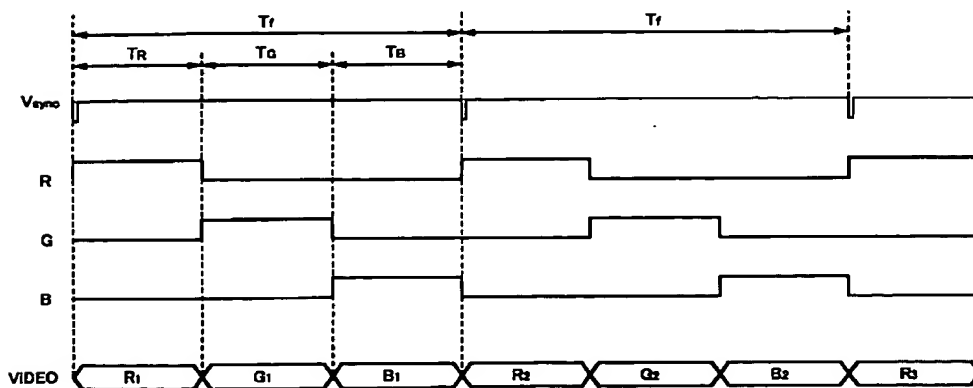 Tf Tf
TR TG TB
Vsync
R
G
B
VIDEO R1 G1 B1 R2 G2 B2 R3